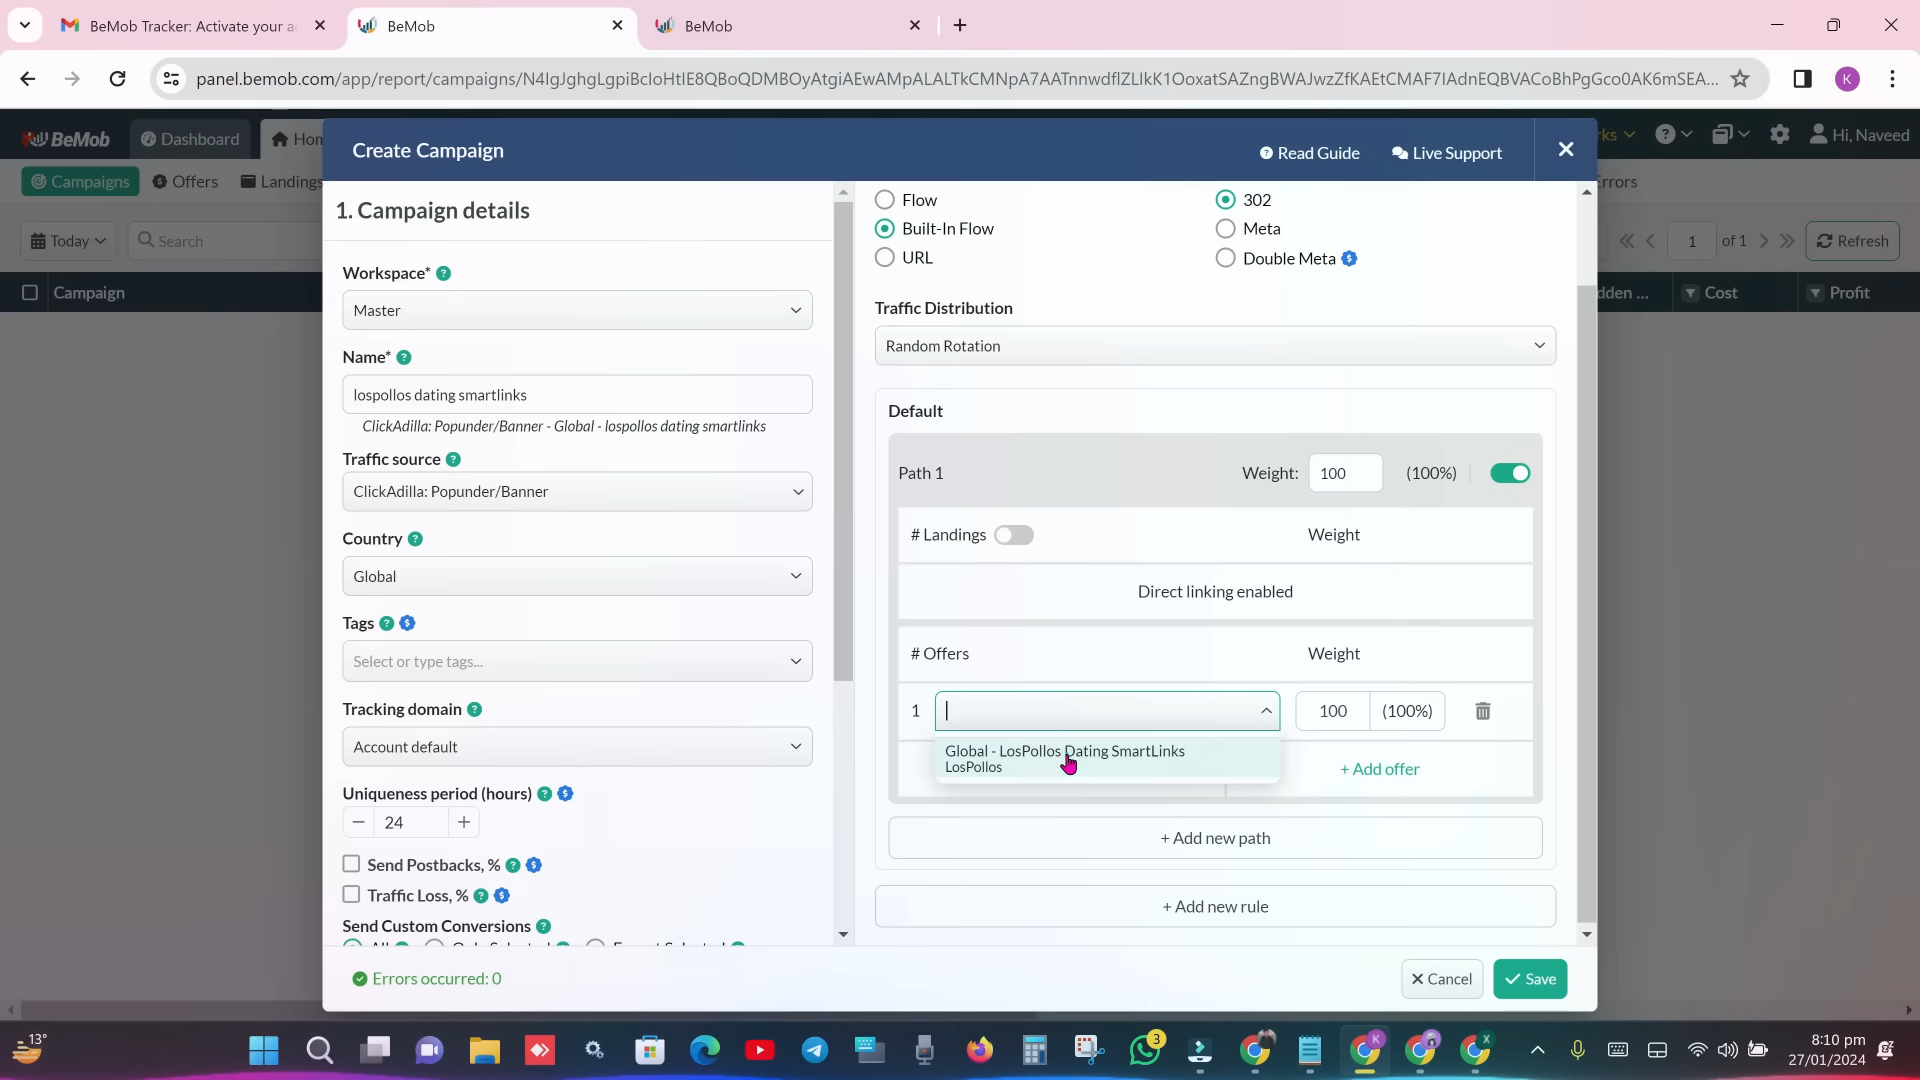 BeMob Tracker: Activate your a
BeMob
BeMob
panel.bemob.com/app/report/campaigns/
K
BeMob
Dashboard
Hom
ks
Hi, Naveed
Campaigns
Offers
Landings
Errors
Today
Search
1
of 1
Refresh
Campaign
dden ...
Cost
Profit
Create Campaign
Read Guide
Live Support
1. Campaign details
Workspace*
Master
Name*
lospollos dating smartlinks
ClickAdilla: Popunder/Banner - Global - lospollos dating smartlinks
Traffic source
ClickAdilla: Popunder/Banner
Country
Global
Tags
Select or type tags...
Tracking domain
Account default
Uniqueness period (hours)
24
Send Postbacks, %
Traffic Loss, %
Send Custom Conversions
Errors occurred: 0
Flow
302
Built-In Flow
Meta
URL
Double Meta
Traffic Distribution
Random Rotation
Default
Path 1
Weight:
100
(100%)
# Landings
Weight
Direct linking enabled
# Offers
Weight
1
100
(100%)
Global - LosPollos Dating SmartLinks
LosPollos
+ Add offer
+ Add new path
+ Add new rule
Cancel
Save
13°
3
8:10 pm
27/01/2024